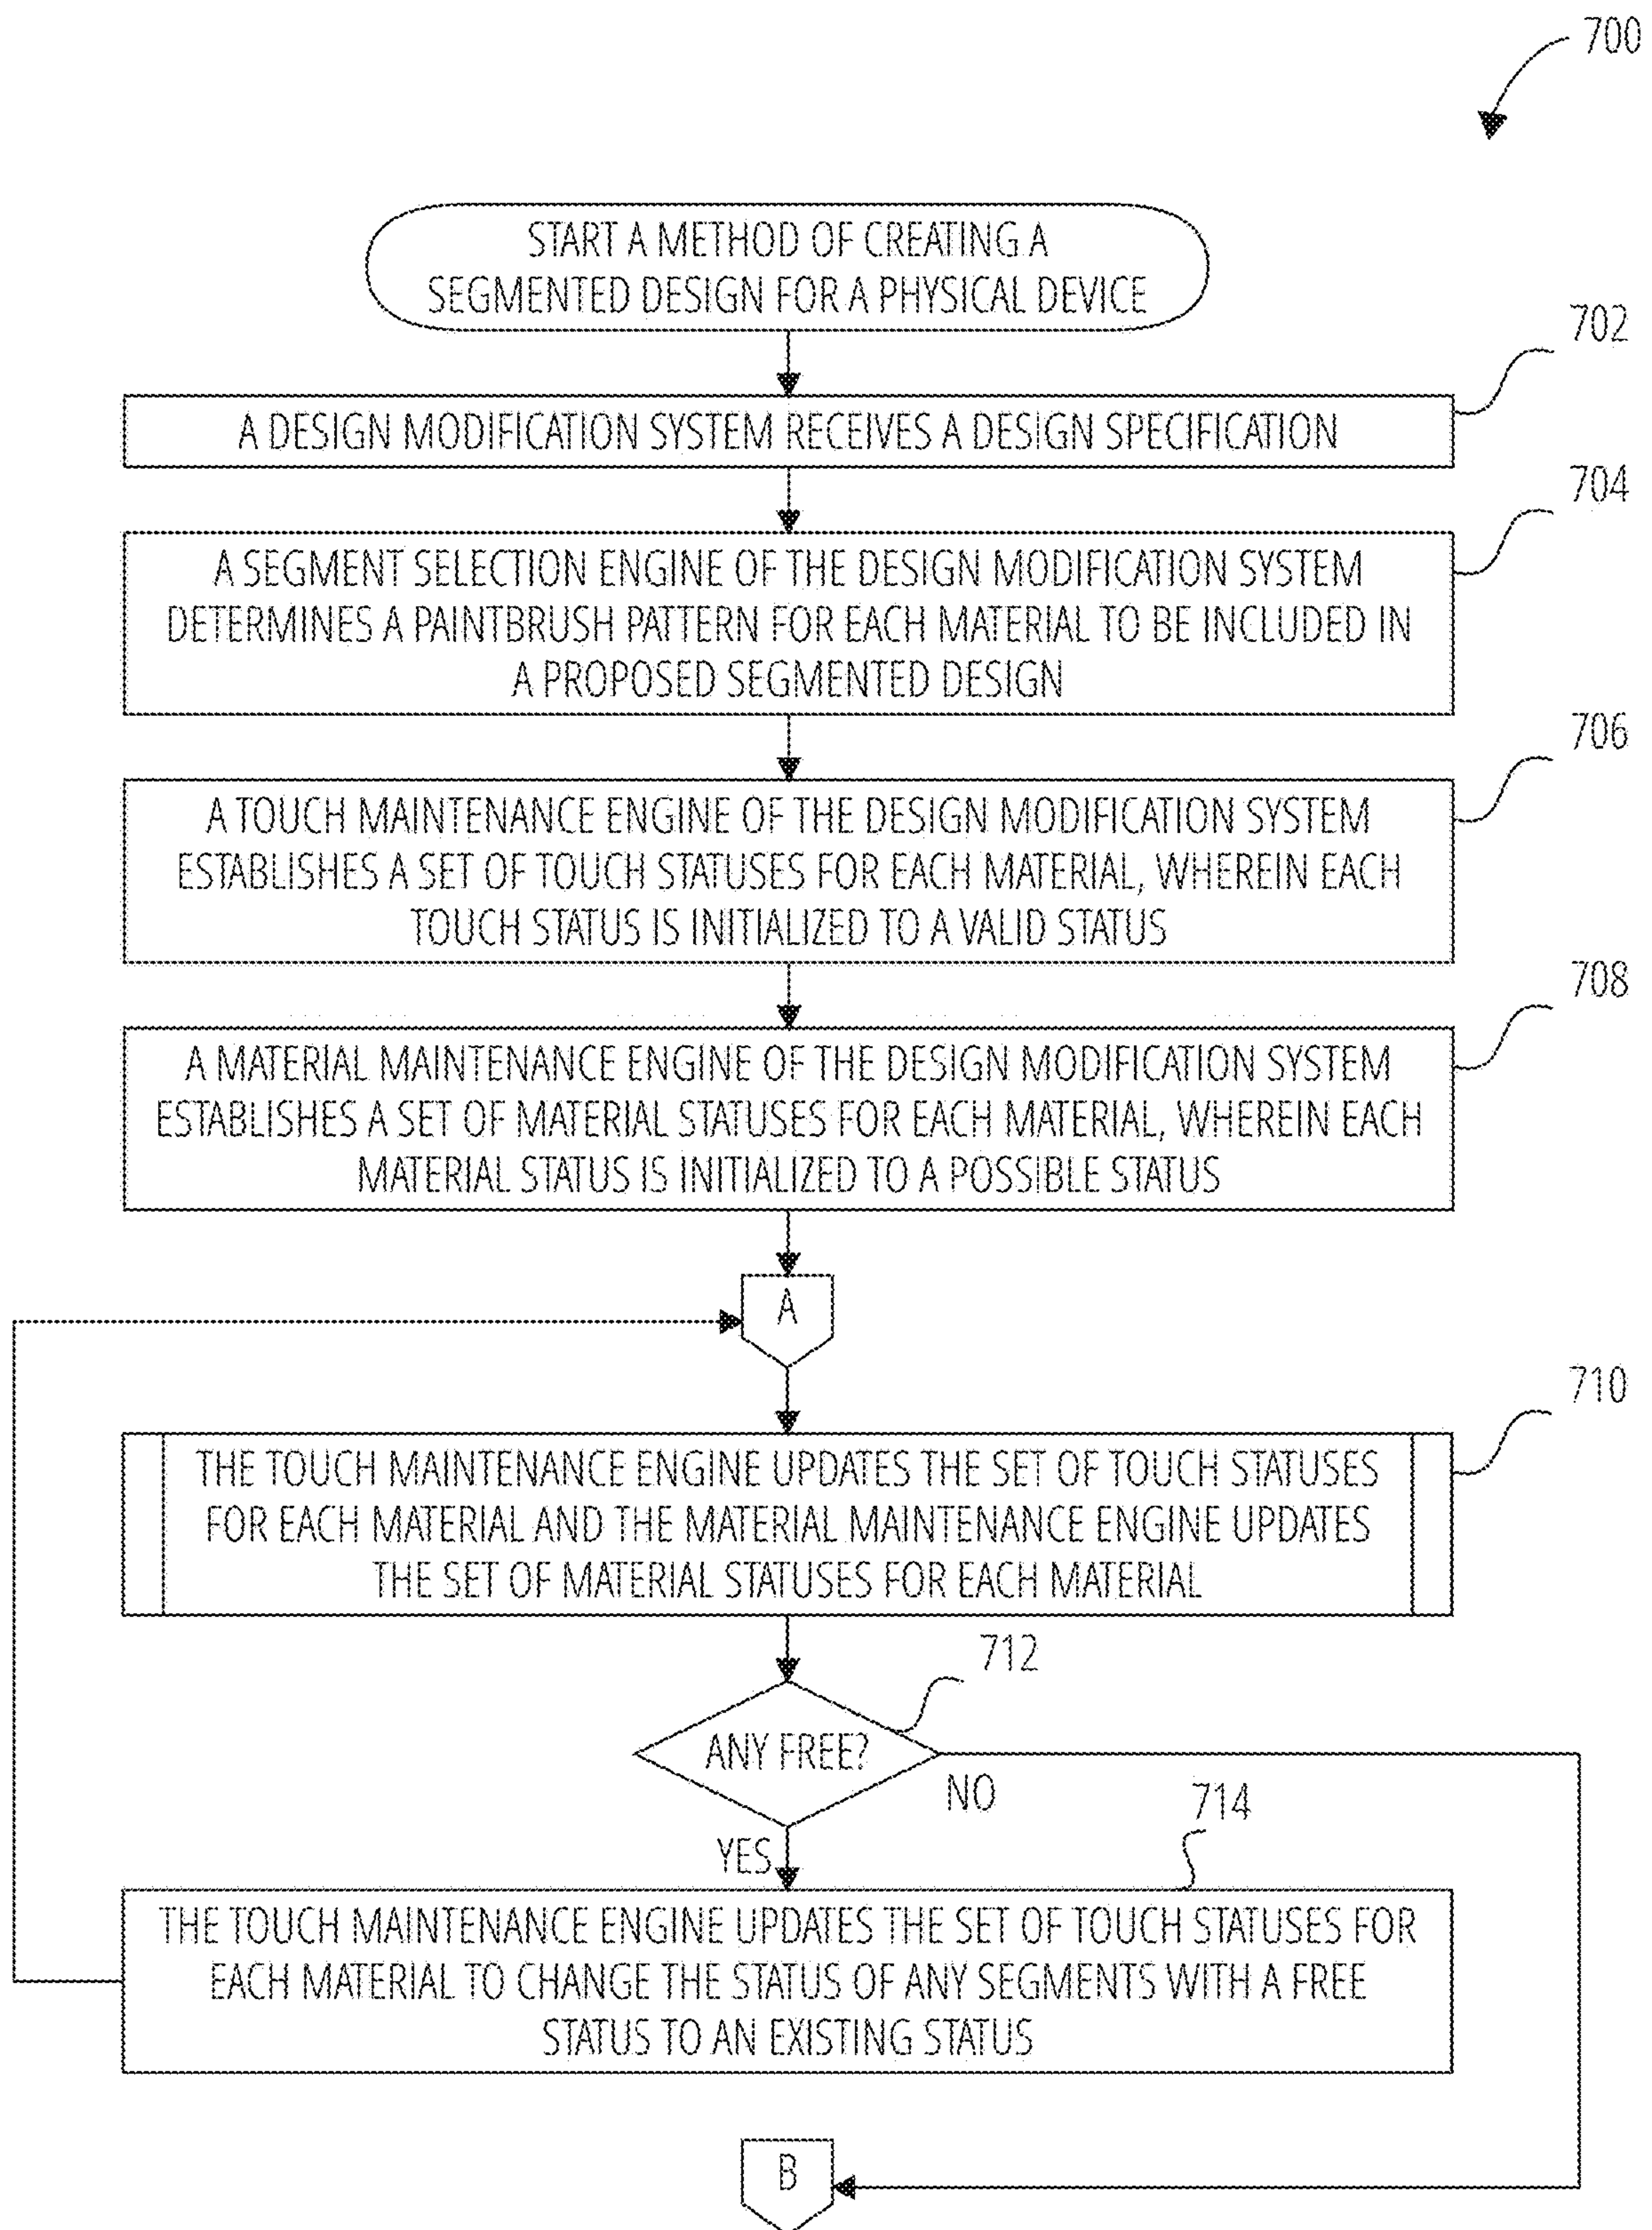 700
START A METHOD OF CREATING A
SEGMENTED DESIGN FOR A PHYSICAL DEVICE
702
A DESIGN MODIFICATION SYSTEM RECEIVES A DESIGN SPECIFICATION
704
A SEGMENT SELECTION ENGINE OF THE DESIGN MODIFICATION SYSTEM
DETERMINES A PAINTBRUSH PATTERN FOR EACH MATERIAL TO BE INCLUDED IN
A PROPOSED SEGMENTED DESIGN
706
A TOUCH MAINTENANCE ENGINE OF THE DESIGN MODIFICATION SYSTEM
ESTABLISHES A SET OF TOUCH STATUSES FOR EACH MATERIAL, WHEREIN EACH
TOUCH STATUS IS INITIALIZED TO A VALID STATUS
708
A MATERIAL MAINTENANCE ENGINE OF THE DESIGN MODIFICATION SYSTEM
ESTABLISHES A SET OF MATERIAL STATUSES FOR EACH MATERIAL, WHEREIN EACH
MATERIAL STATUS IS INITIALIZED TO A POSSIBLE STATUS
A
710
THE TOUCH MAINTENANCE ENGINE UPDATES THE SET OF TOUCH STATUSES
FOR EACH MATERIAL AND THE MATERIAL MAINTENANCE ENGINE UPDATES
THE SET OF MATERIAL STATUSES FOR EACH MATERIAL
712
ANY FREE?
NO
714
YES
THE TOUCH MAINTENANCE ENGINE UPDATES THE SET OF TOUCH STATUSES FOR
EACH MATERIAL TO CHANGE THE STATUS OF ANY SEGMENTS WITH A FREE
STATUS TO AN EXISTING STATUS
B